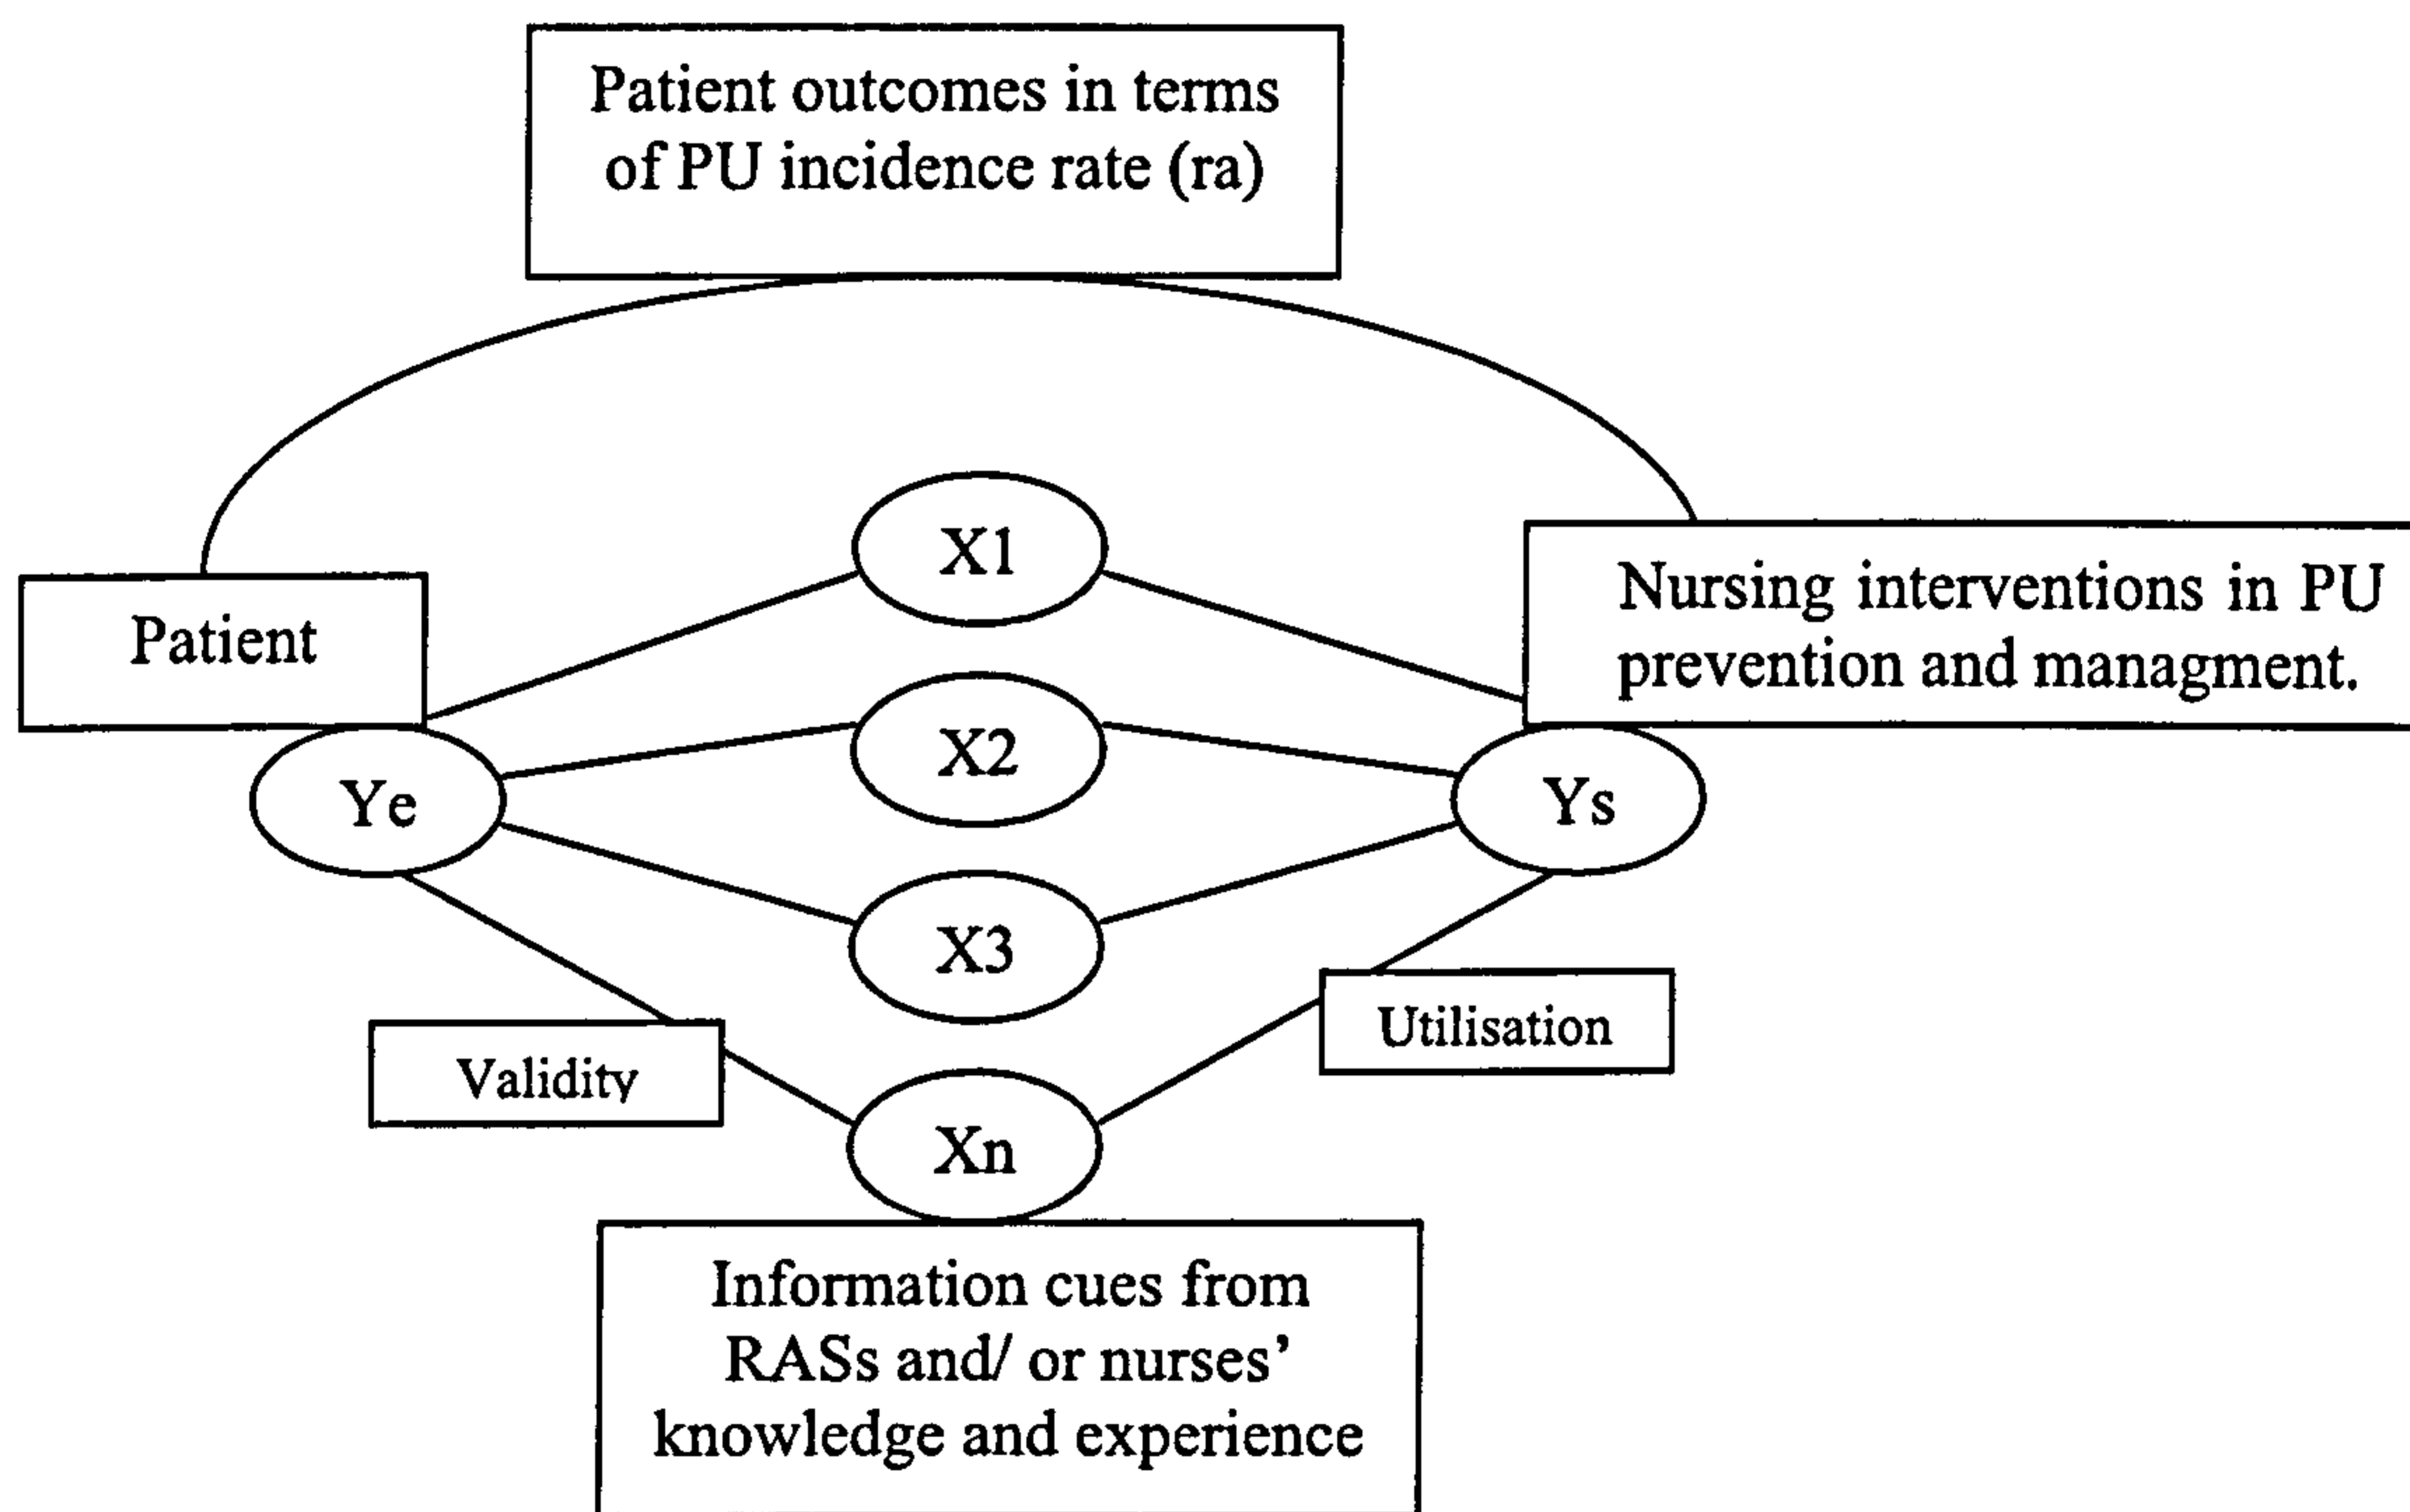 Patient outcomes in terms
of PU incidence rate (ra)
X1
Patient
Nursing interventions in PU
prevention and managment.
X2
Ye
Ys
X3
Utilisation
Validity
Xn
Information cues from
RASs and/ or nurses’
knowledge and experience